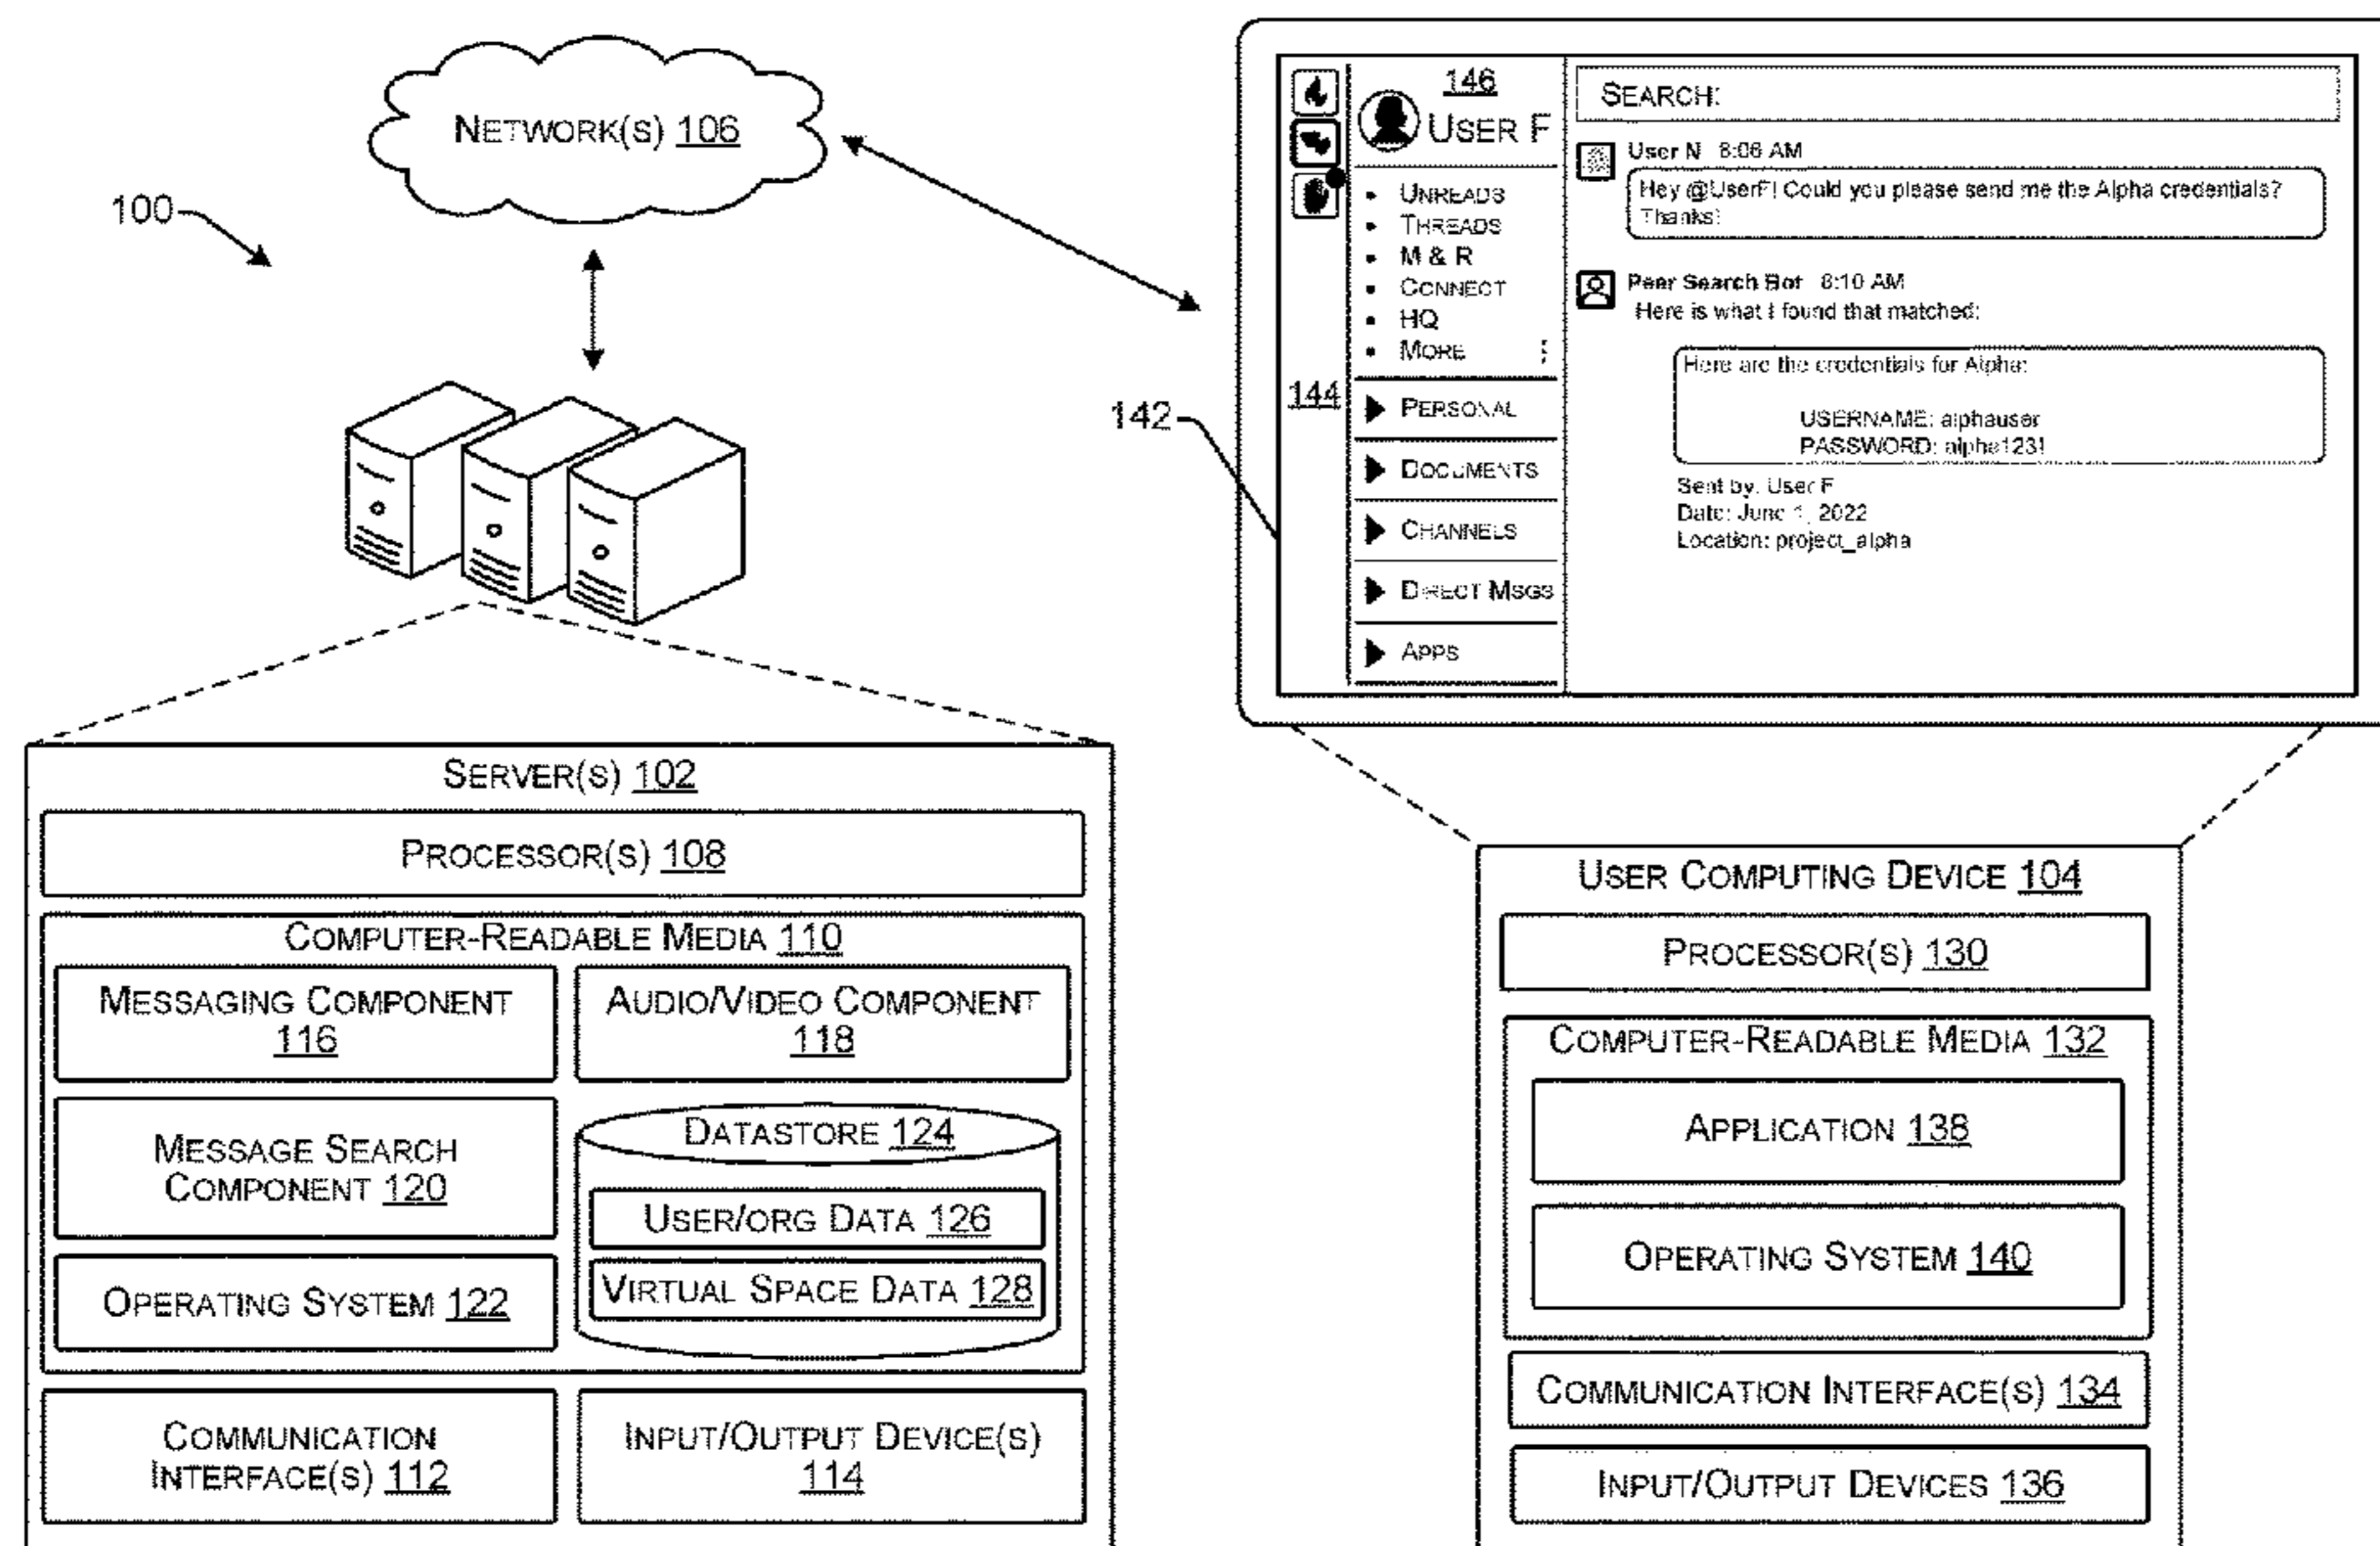 NETWORK(S) 106
100
146
USER F
UNREADS
THREADS
M & R
CONNECT
HQ
MORE
144
142
PERSONAL
DOCUMENTS
CHANNELS
DIRECT MSGS
APPS
SEARCH:
User N 8:06 AM
Hey @UserF! Could you please send me the Alpha credentials?
Thanks!
Peer Search Bot 8:10 AM
Here is what I found that matched:
Here are the credentials for Alpha:
USERNAME: alphauser
PASSWORD: alpha123!
Sent by: User F
Date: June 1, 2022
Location: project_alpha
SERVER(S) 102
PROCESSOR(S) 108
COMPUTER-READABLE MEDIA 110
MESSAGING COMPONENT
116
AUDIO/VIDEO COMPONENT
118
MESSAGE SEARCH
COMPONENT 120
DATASTORE 124
USER/ORG DATA 126
VIRTUAL SPACE DATA 128
OPERATING SYSTEM 122
COMMUNICATION
INTERFACE(S) 112
INPUT/OUTPUT DEVICE(S)
114
USER COMPUTING DEVICE 104
PROCESSOR(S) 130
COMPUTER-READABLE MEDIA 132
APPLICATION 138
OPERATING SYSTEM 140
COMMUNICATION INTERFACE(S) 134
INPUT/OUTPUT DEVICES 136